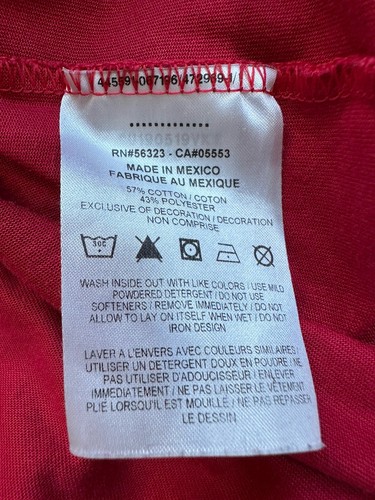 RN#56323 - CA#05553
MADE IN MEXICO
FABRIQUE AU MEXIQUE
57% COTTON / COTON
43% POLYESTER
EXCLUSIVE OF DECORATION / DECORATION
NON COMPRISE
30C
WASH INSIDE OUT WITH LIKE COLORS / USE MILD
POWDERED DETERGENT / DO NOT USE
SOFTENERS / REMOVE IMMEDIATELY / DO NOT
ALLOW TO LAY ON ITSELF WHEN WET / DO NOT
IRON DESIGN
LAVER A L'ENVERS AVEC COULEURS SIMILAIRES /
UTILISER UN DETERGENT DOUX EN POUDRE / NE
PAS UTILISER D'ADOUCISSEUR / ENLEVER
IMMÉDIATEMENT / NE PAS LAISSER LE VÊTEMENT
PLIÉ LORSQU'IL EST MOUILLE / NE PAS REPASSER
LE DESSIN